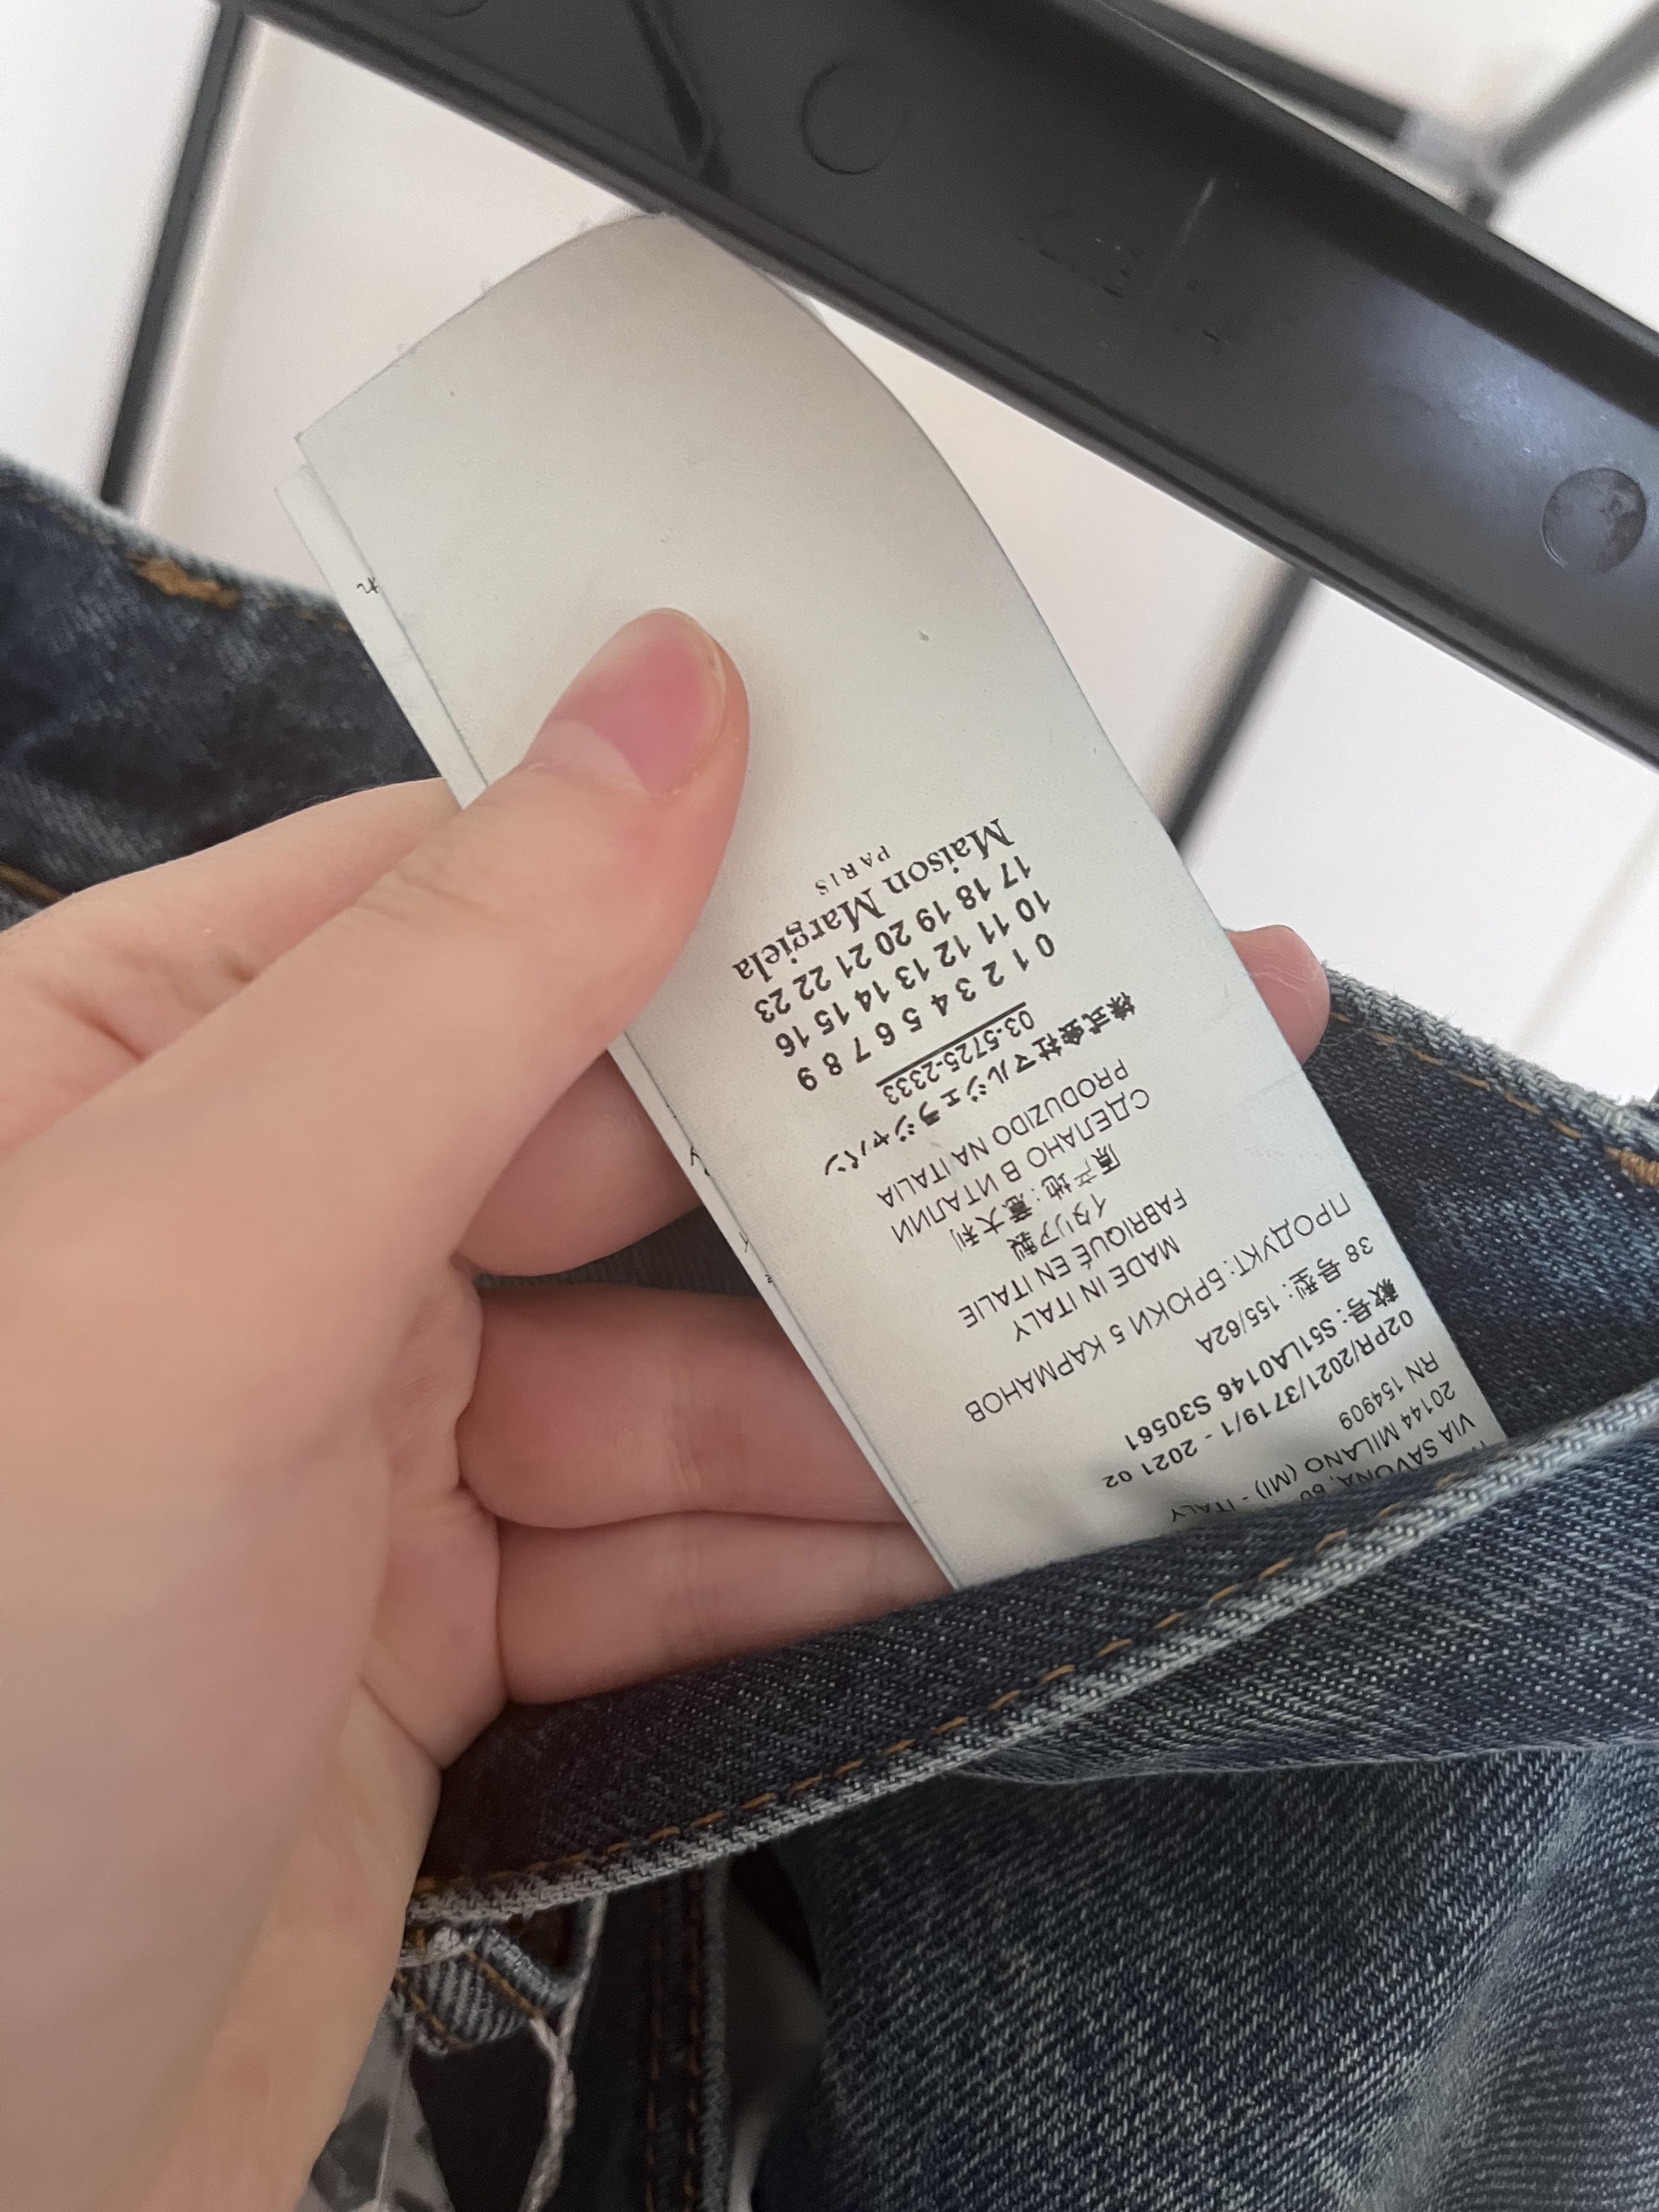 VIA SAVONA, 60
20144 MILANO (MI) - ITALY
RN 154909
02PR/2021/3719/1 - 2021 02
款号: S51LA0146 S30561
38 号型: 155/62A
ПРОДУКТ: БРЮКИ 5 КАРМАНОВ
MADE IN ITALY
FABRIQUÉ EN ITALIE
イタリア製
原产地: 意大利
СДЕЛАНО В ИТАЛИИ
PRODUZIDO NA ITALIA
株式会社マルジェラジャパン
03-5725-2333
0 1 2 3 4 5 6 7 8 9
10 11 12 13 14 15 16
17 18 19 20 21 22 23
Maison Margiela
PARIS